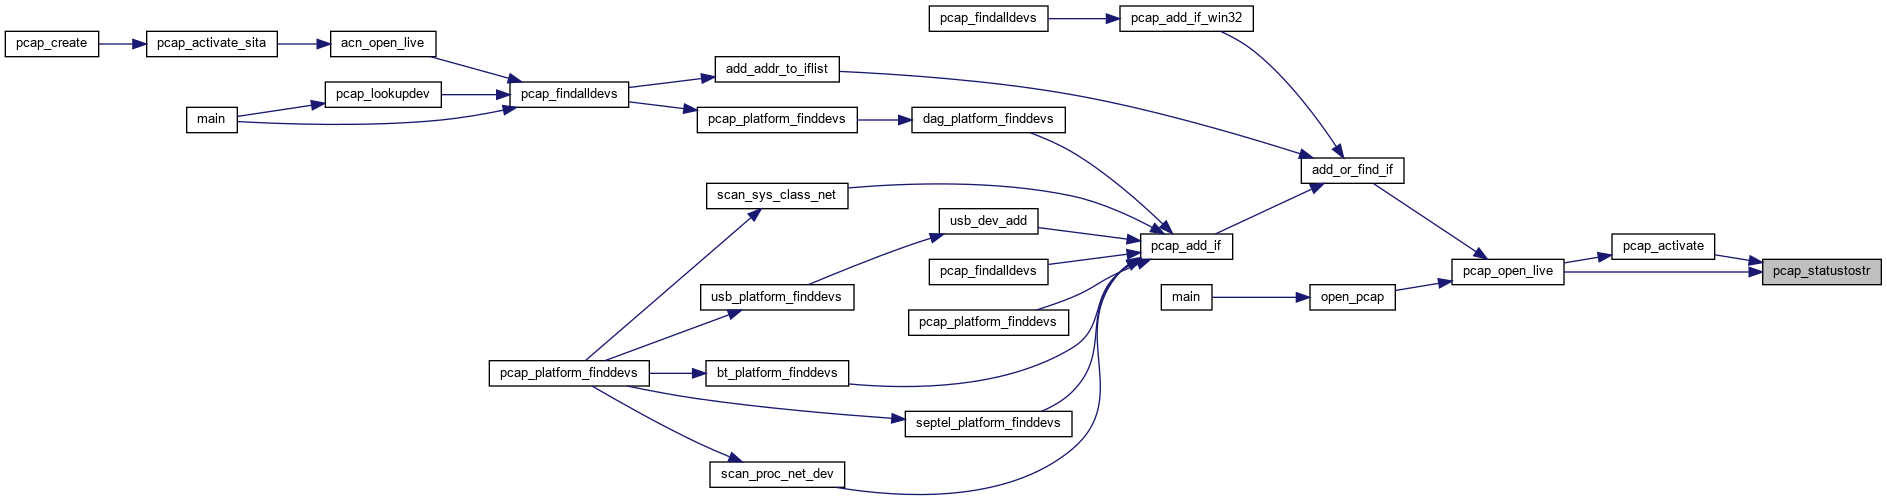 pcap_findalldevs
pcap_add_if_win32
pcap_create
pcap_activate_sita
acn_open_live
add_addr_to_iflist
pcap_lookupdev
pcap_findalldevs
main
pcap_platform_finddevs
dag_platform_finddevs
add_or_find_if
scan_sys_class_net
usb_dev_add
pcap_add_if
pcap_activate
pcap_findalldevs
pcap_open_live
pcap_statustostr
usb_platform_finddevs
main
open_pcap
pcap_platform_finddevs
pcap_platform_finddevs
bt_platform_finddevs
septel_platform_finddevs
scan_proc_net_dev